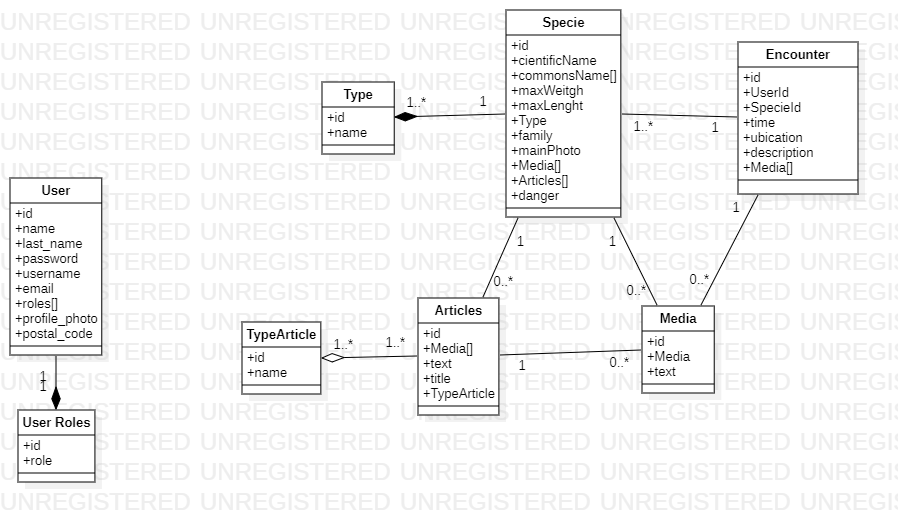 Specie
+id
+cientificName
+commonsName[]
+maxWeitgh
+maxLenght
+Type
+family
+mainPhoto
+Media[]
+Articles[]
+danger
Encounter
+id
+UserId
+SpecieId
+time
+ubication
+description
+Media[]
Type
+id
+name
1..*
1
1..*
1
User
+id
+name
+last_name
+password
+username
+email
+roles[]
+profile_photo
+postal_code
1
1
User Roles
+id
+role
1
0..*
1
0..*
1
0..*
Articles
+id
+Media[]
+text
+title
+TypeArticle
Media
+id
+Media
+text
TypeArticle
+id
+name
1..*
1..*
1
0..*
UNREGISTERED UNREGISTERED UNREGISTERED UNREGISTERED UNREGIS